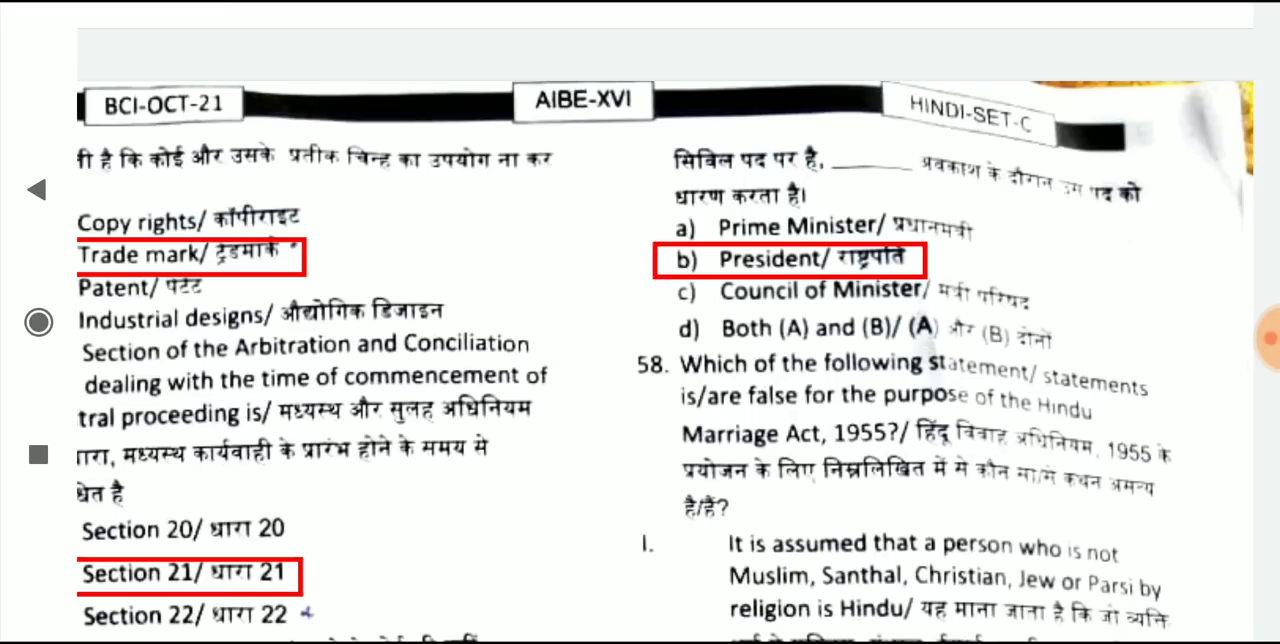 BCI-OCT-21
AIBE-XVI
HINDI-SET-C
नी है कि कोई और उसके प्रतीक चिन्ह का उपयोग ना कर
Copy rights/ कॉपीराइट
Trade mark/ ट्रेडमार्क
Patent/ पेटेंट
Industrial designs/ औद्योगिक डिजाइन
Section of the Arbitration and Conciliation
dealing with the time of commencement of
tral proceeding is/ मध्यस्थ और सुलह अधिनियम
ारा, मध्यस्थ कार्यवाही के प्रारंभ होने के समय से
धित है
Section 20/ धारा 20
Section 21/ धारा 21
Section 22/ धारा 22
सिविल पद पर है, ________ अवकाश के दौरान उस पद को
धारण करता है।
a) Prime Minister/ प्रधानमंत्री
b) President/ राष्ट्रपति
c) Council of Minister/ मंत्री परिषद
d) Both (A) and (B)/ (A) और (B) दोनों
58. Which of the following statement/ statements
is/are false for the purpose of the Hindu
Marriage Act, 1955?/ हिंदू विवाह अधिनियम, 1955 के
प्रयोजन के लिए निम्नलिखित में से कौन सा/से कथन असत्य
है/हैं?
I. It is assumed that a person who is not
Muslim, Santhal, Christian, Jew or Parsi by
religion is Hindu/ यह माना जाता है कि जो व्यक्ति